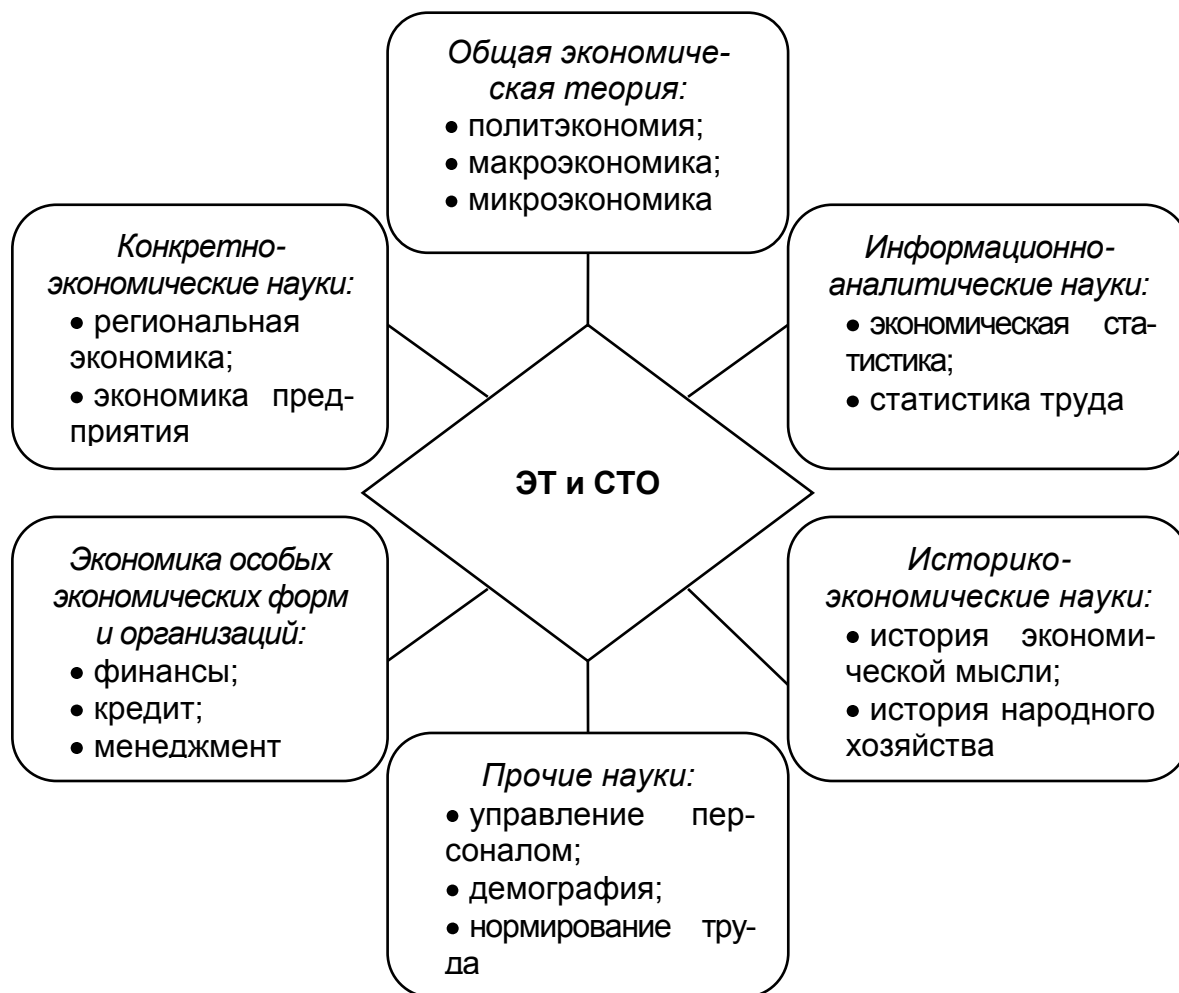 Общая экономиче-
ская теория:
• политэкономия;
• макроэкономика;
• микроэкономика
Конкретно-
экономические науки:
• региональная
экономика;
• экономика пред-
приятия
Информационно-
аналитические науки:
• экономическая ста-
тистика;
• статистика труда
ЭТ и СТО
Экономика особых
экономических форм
и организаций:
• финансы;
• кредит;
• менеджмент
Историко-
экономические науки:
• история экономи-
ческой мысли;
• история народного
хозяйства
Прочие науки:
• управление пер-
соналом;
• демография;
• нормирование тру-
да